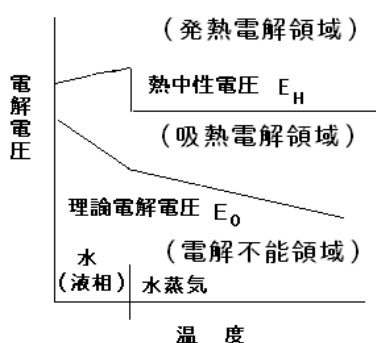 (発熱電解領域)
電解電圧
熱中性電圧 E_H
(吸熱電解領域)
理論電解電圧 E_0
(電解不能領域)
水
(液相)
水蒸気
温 度